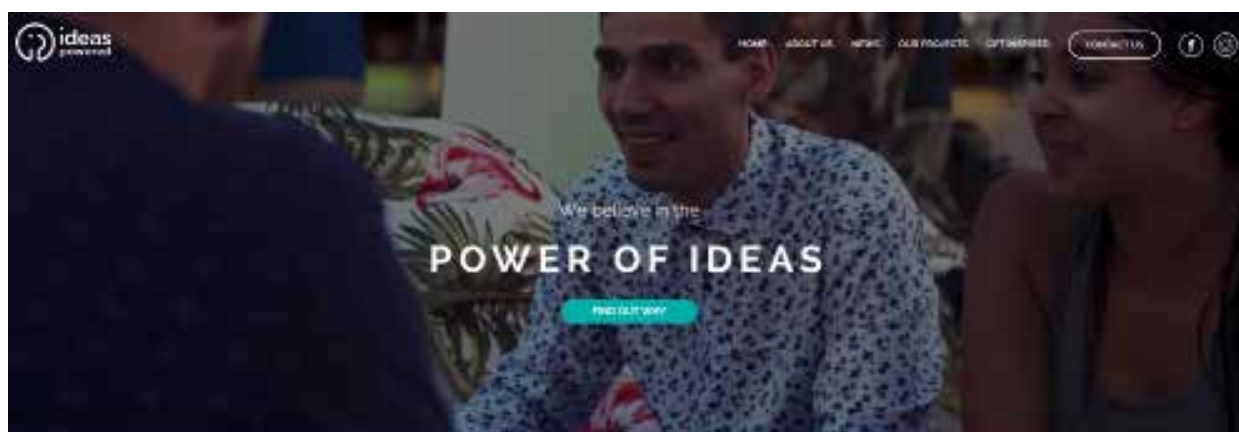 ideas
powered
HOME ABOUT US NEWS OUR PROJECTS GET INSPIRED CONTACT US
We believe in the
POWER OF IDEAS
FIND OUT WHY